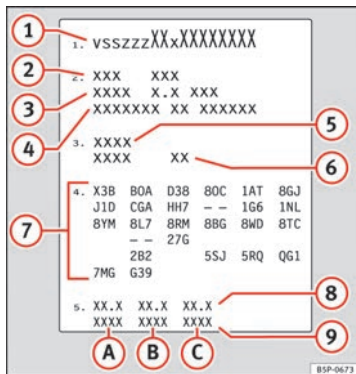 1
1. VSSZZZXXxXXXXXXXX
2
2. XXX XXX
3
XXXX X.X XXX
4
XXXXXXX XX XXXXXX
5
3. XXXX
6
XXXX XX
7
4. X3B B0A D38 80C 1AT 8GJ
J1D CGA HH7 – – 1G6 1NL
8YM 8L7 8RM 8BG 8WD 8TC
– – 27G
2B2 5SJ 5RQ QG1
7MG G39
8
5. XX.X XX.X XX.X
XXXX XXXX XXXX
9
A B C
B5P-0673